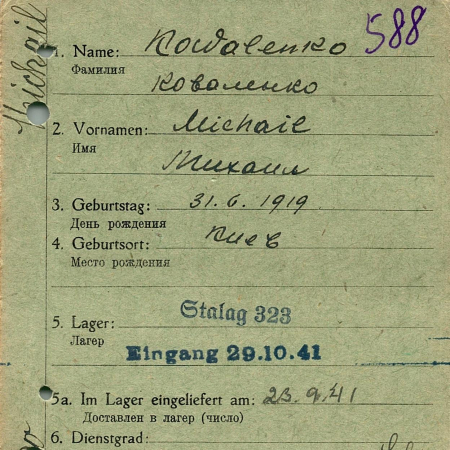 588
Michail
1. Name: Kowalenko
Фамилия
Коваленко
2. Vornamen: Michail
Имя
Михаил
3. Geburtstag: 31. 6. 1919
День рождения
4. Geburtsort: Киев
Место рождения
Stalag 323
5. Lager:
Лагер
Eingang 29.10.41
5a. Im Lager eingeliefert am: 23. 9. 41
Доставлен в лагер (число)
6. Dienstgrad: